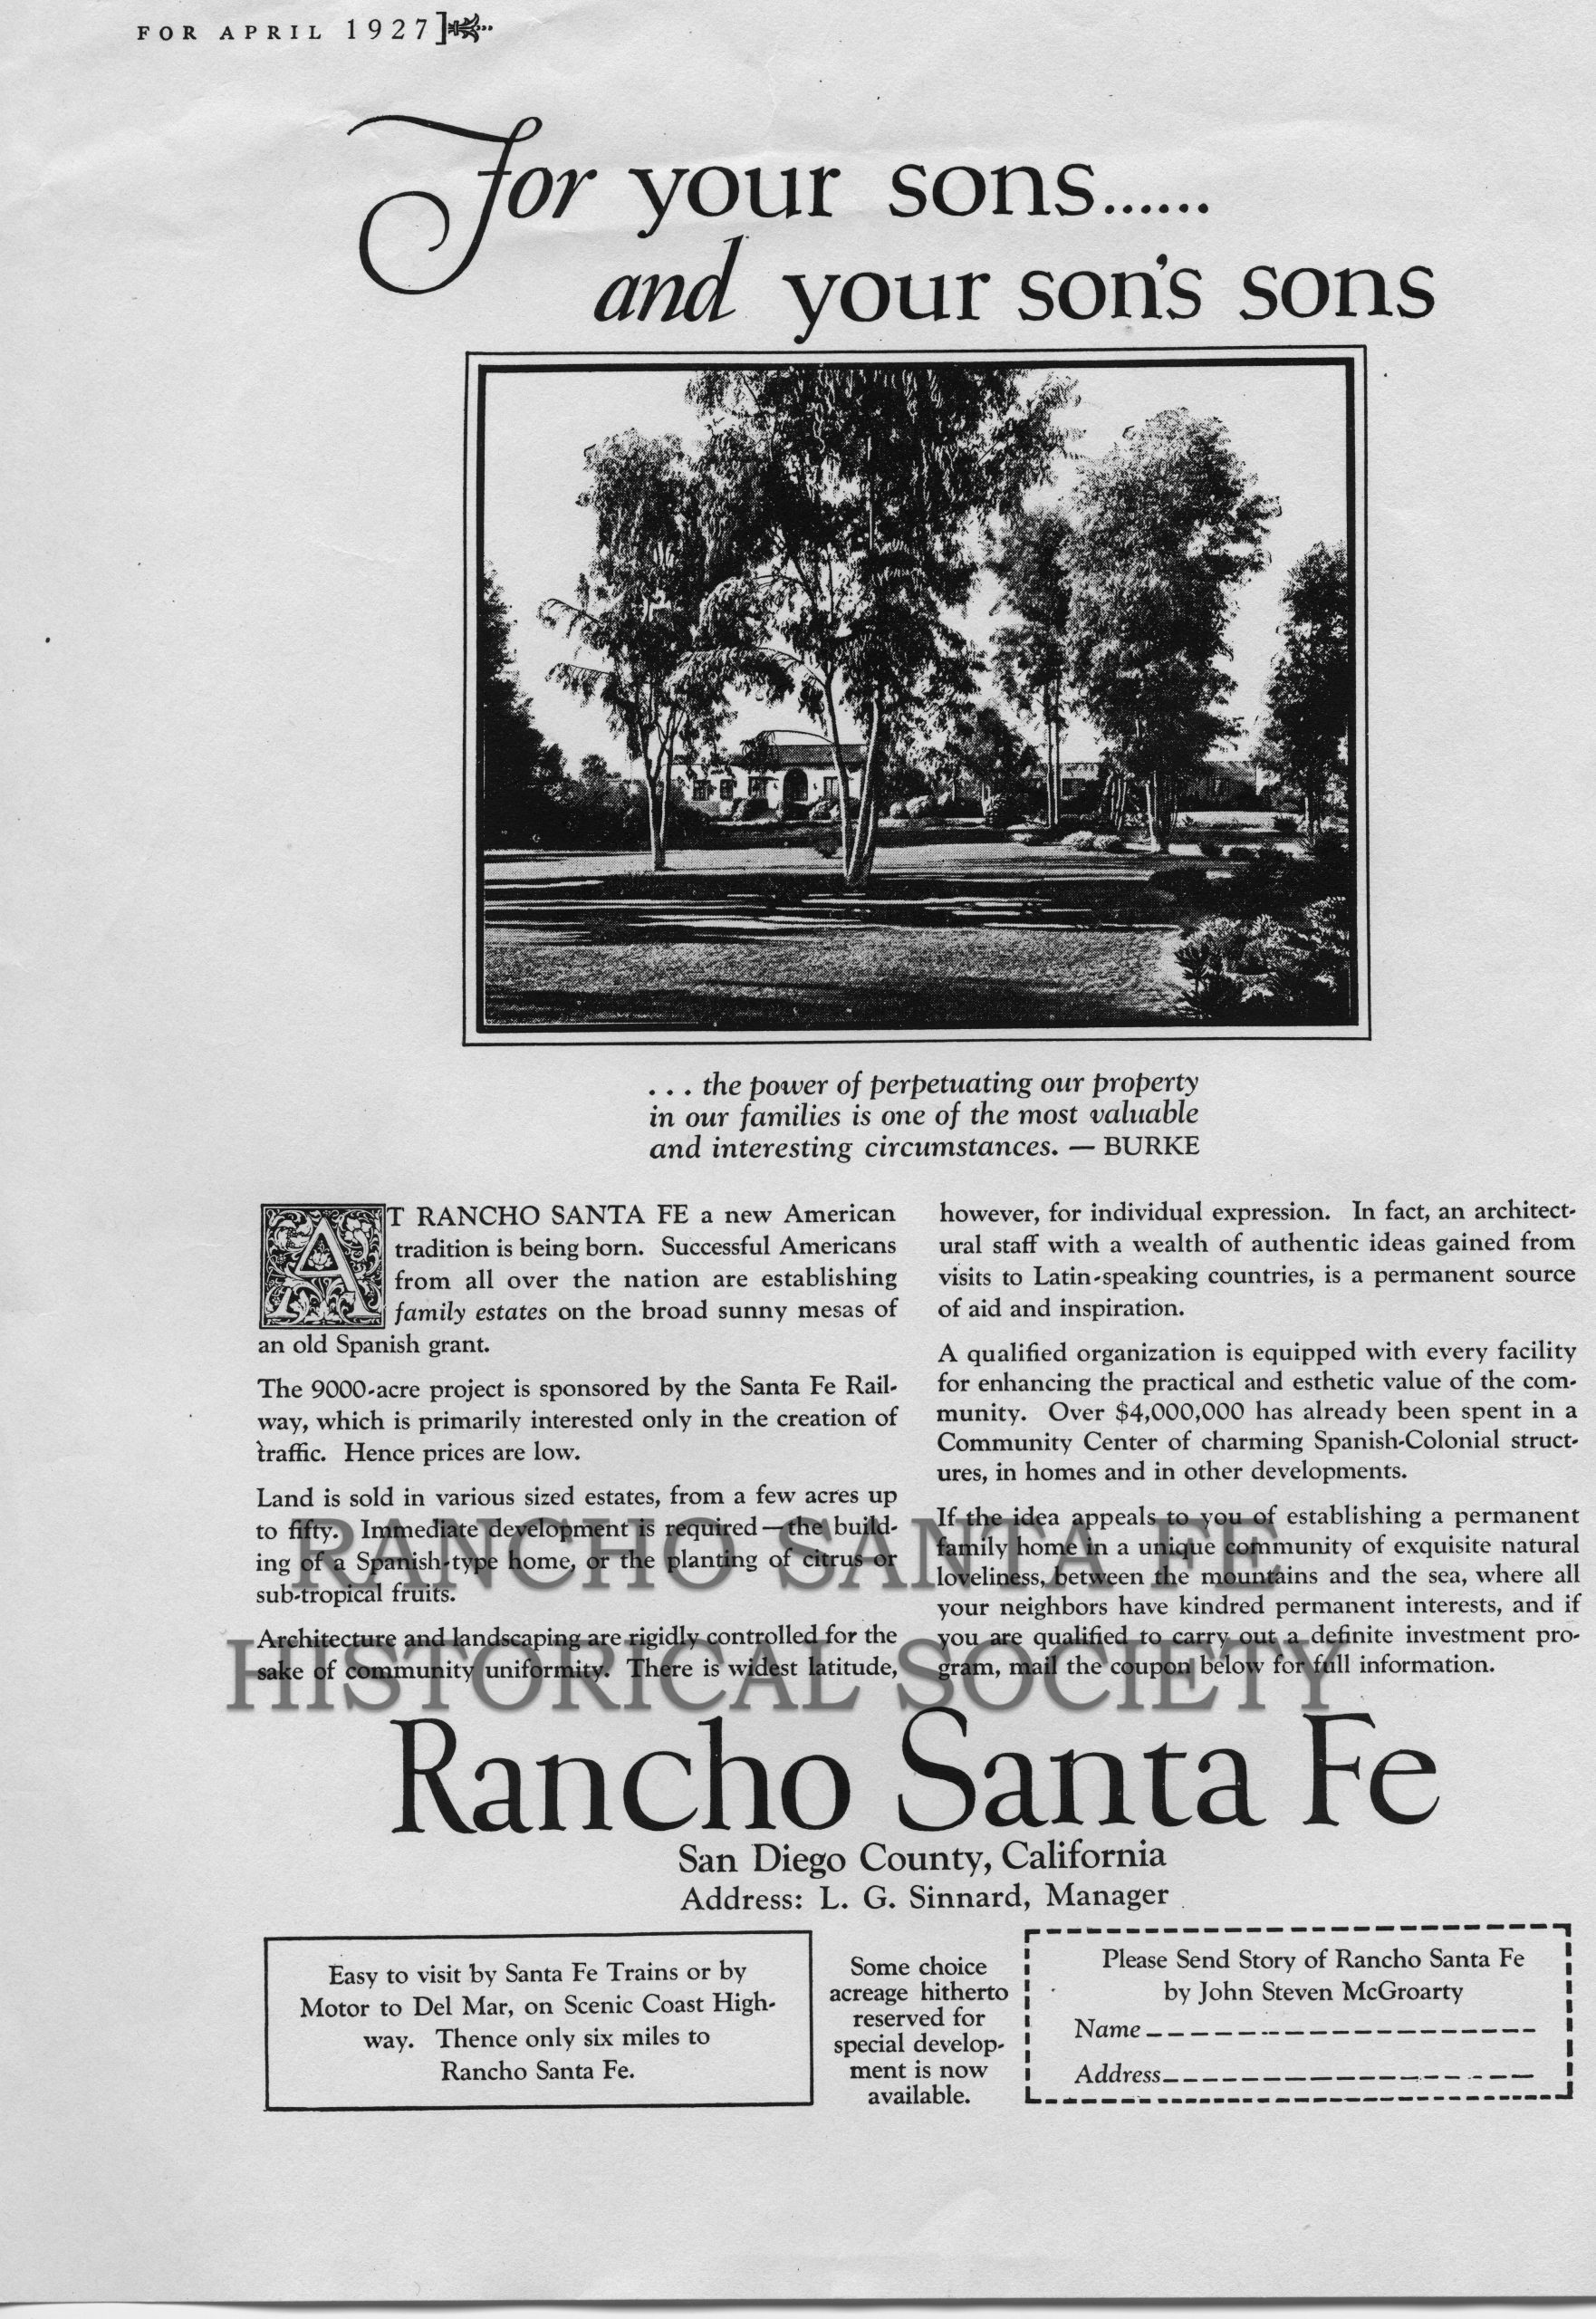 FOR APRIL 1927]
For your sons......
and your son's sons
. . . the power of perpetuating our property
in our families is one of the most valuable
and interesting circumstances. — BURKE
AT RANCHO SANTA FE a new American
tradition is being born. Successful Americans
from all over the nation are establishing
family estates on the broad sunny mesas of
an old Spanish grant.
The 9000-acre project is sponsored by the Santa Fe Rail-
way, which is primarily interested only in the creation of
traffic. Hence prices are low.
Land is sold in various sized estates, from a few acres up
to fifty. Immediate development is required—the build-
ing of a Spanish-type home, or the planting of citrus or
sub-tropical fruits.
Architecture and landscaping are rigidly controlled for the
sake of community uniformity. There is widest latitude,
however, for individual expression. In fact, an architect-
ural staff with a wealth of authentic ideas gained from
visits to Latin-speaking countries, is a permanent source
of aid and inspiration.
A qualified organization is equipped with every facility
for enhancing the practical and esthetic value of the com-
munity. Over $4,000,000 has already been spent in a
Community Center of charming Spanish-Colonial struct-
ures, in homes and in other developments.
If the idea appeals to you of establishing a permanent
family home in a unique community of exquisite natural
loveliness, between the mountains and the sea, where all
your neighbors have kindred permanent interests, and if
you are qualified to carry out a definite investment pro-
gram, mail the coupon below for full information.
RANCHO SANTA FE
HISTORICAL SOCIETY
Rancho Santa Fe
San Diego County, California
Address: L. G. Sinnard, Manager
Easy to visit by Santa Fe Trains or by
Motor to Del Mar, on Scenic Coast High-
way. Thence only six miles to
Rancho Santa Fe.
Some choice
acreage hitherto
reserved for
special develop-
ment is now
available.
Please Send Story of Rancho Santa Fe
by John Steven McGroarty
Name
Address